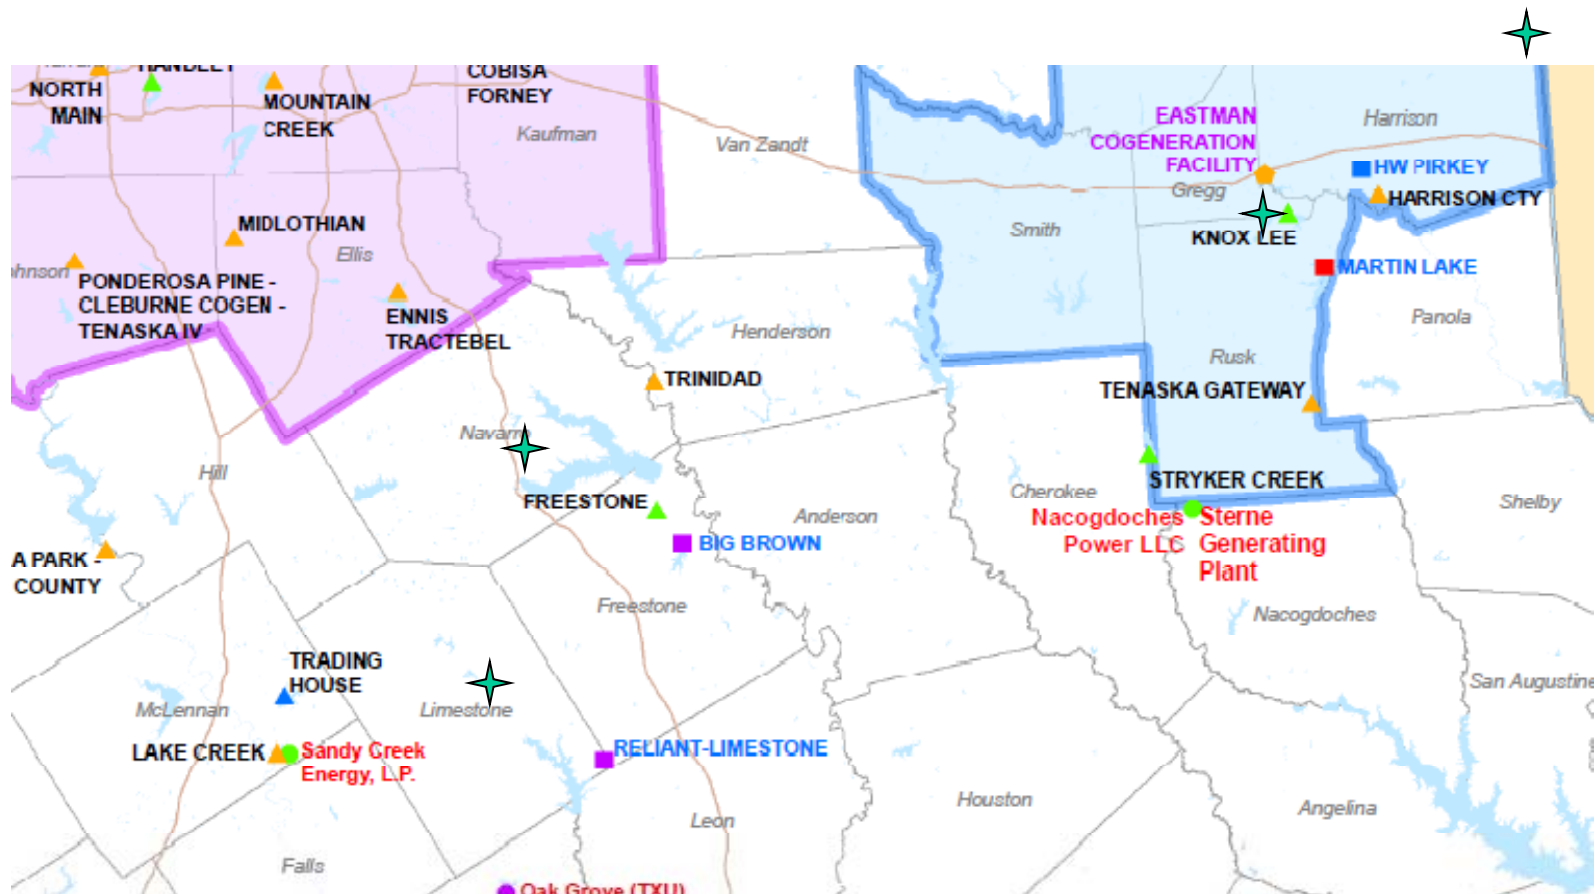 HANDLEY
NORTH
MAIN
MOUNTAIN
CREEK
COBISA
FORNEY
Kaufman
Van Zandt
EASTMAN
COGENERATION
FACILITY
Harrison
HW PIRKEY
Gregg
HARRISON CTY
KNOX LEE
Smith
MIDLOTHIAN
Ellis
MARTIN LAKE
PONDEROSA PINE -
CLEBURNE COGEN -
TENASKA IV
ENNIS
TRACTEBEL
Henderson
Panola
Rusk
TRINIDAD
TENASKA GATEWAY
Navarro
Hill
STRYKER CREEK
Cherokee
Shelby
FREESTONE
Anderson
Nacogdoches
Power LLC
Sterne
Generating
Plant
BIG BROWN
A PARK -
COUNTY
Freestone
Nacogdoches
TRADING
HOUSE
McLennan
Limestone
San Augustine
LAKE CREEK
Sandy Creek
Energy, L.P.
RELIANT-LIMESTONE
Houston
Angelina
Leon
Falls
Oak Grove (TXU)